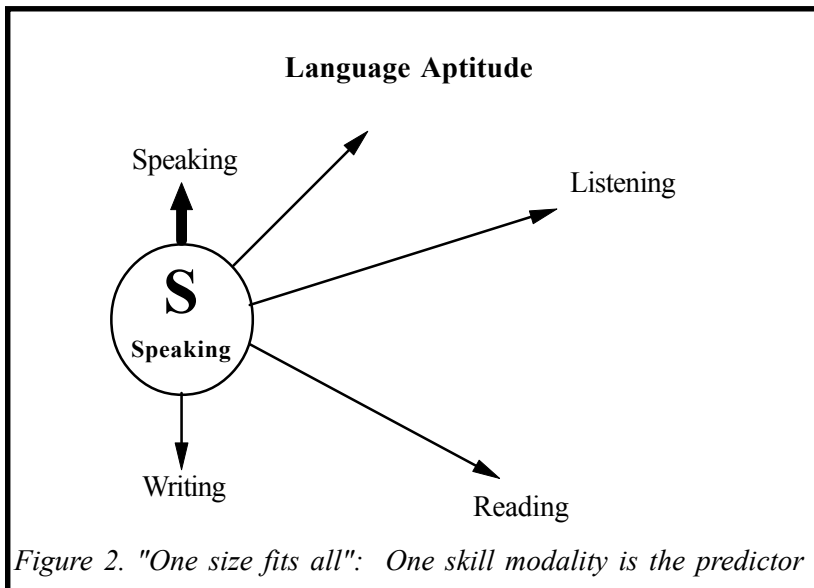 Language Aptitude
Speaking
Listening
S
Speaking
Writing
Reading
Figure 2. "One size fits all": One skill modality is the predictor